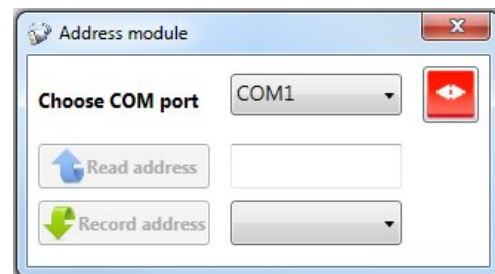 Address module
Choose COM port COM1
Read address
Record address